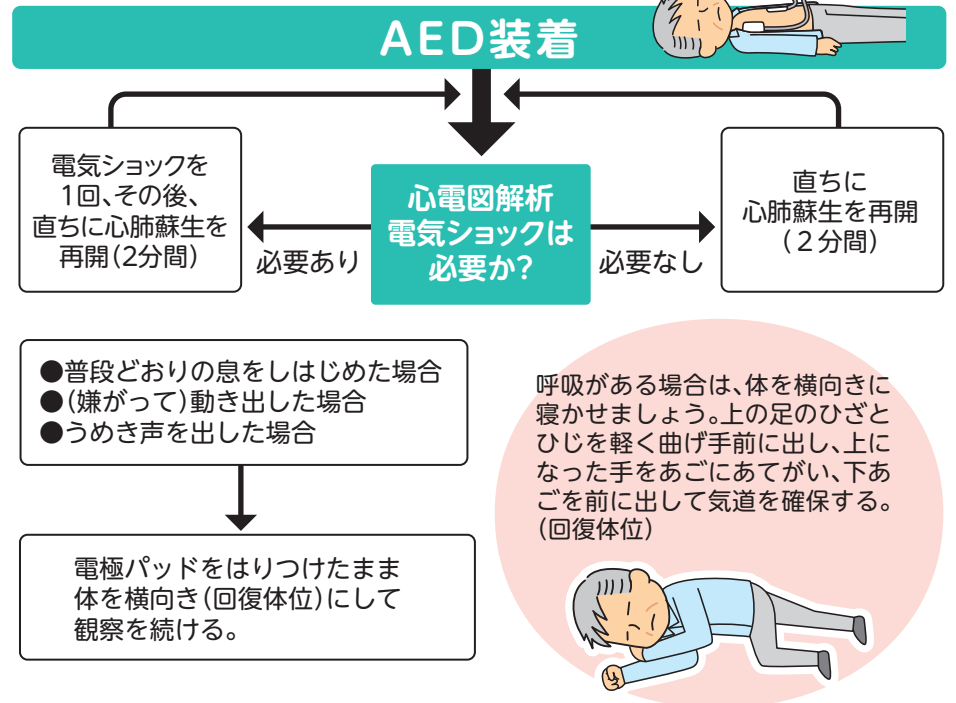 AED装着
電気ショックを
1回、その後、
直ちに心肺蘇生を
再開(2分間)
必要あり
心電図解析
電気ショックは
必要か?
必要なし
直ちに
心肺蘇生を再開
(2分間)
●普段どおりの息をしはじめた場合
●(嫌がって)動き出した場合
●うめき声を出した場合
電極パッドをはりつけたまま
体を横向き(回復体位)にして
観察を続ける。
呼吸がある場合は、体を横向きに
寝かせましょう。上の足のひざと
ひじを軽く曲げ手前に出し、上に
なった手をあごにあてがい、下あ
ごを前に出して気道を確保する。
(回復体位)